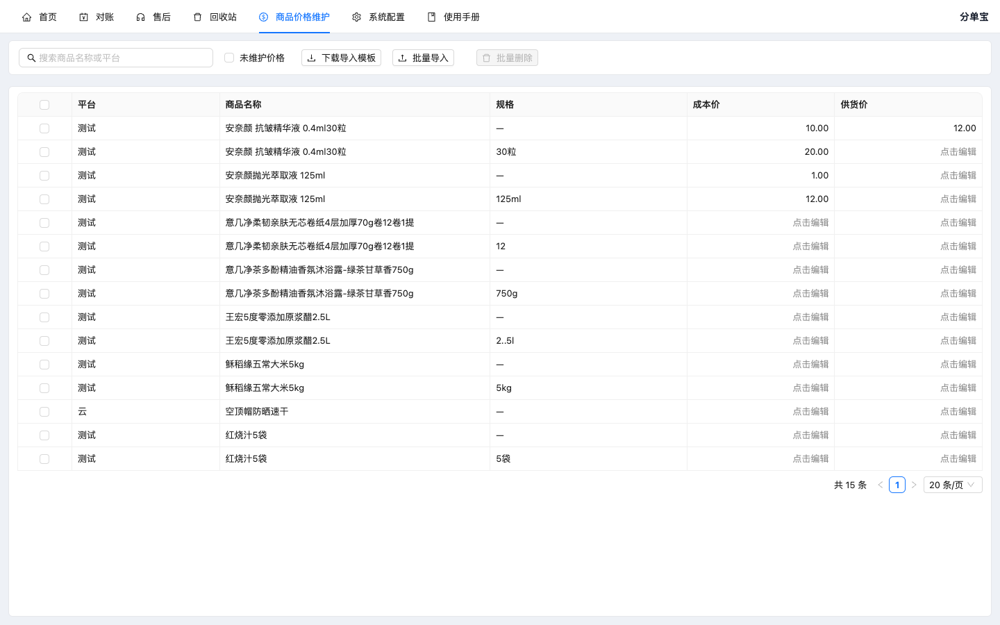 首页 对账 售后 回收站 商品价格维护 系统配置 使用手册 分单宝
搜索商品名称或平台 未维护价格 下载导入模板 批量导入 批量删除
平台 商品名称 规格 成本价 供货价
测试 安奈颜 抗皱精华液 0.4ml30粒 — 10.00 12.00
测试 安奈颜 抗皱精华液 0.4ml30粒 30粒 20.00 点击编辑
测试 安奈颜抛光萃取液 125ml — 1.00 点击编辑
测试 安奈颜抛光萃取液 125ml 125ml 12.00 点击编辑
测试 意几净柔韧亲肤无芯卷纸4层加厚70g卷12卷1提 — 点击编辑 点击编辑
测试 意几净柔韧亲肤无芯卷纸4层加厚70g卷12卷1提 12 点击编辑 点击编辑
测试 意几净茶多酚精油香氛沐浴露-绿茶甘草香750g — 点击编辑 点击编辑
测试 意几净茶多酚精油香氛沐浴露-绿茶甘草香750g 750g 点击编辑 点击编辑
测试 王宏5度零添加原浆醋2.5L — 点击编辑 点击编辑
测试 王宏5度零添加原浆醋2.5L 2..5l 点击编辑 点击编辑
测试 稣稻缘五常大米5kg — 点击编辑 点击编辑
测试 稣稻缘五常大米5kg 5kg 点击编辑 点击编辑
云 空顶帽防晒速干 — 点击编辑 点击编辑
测试 红烧汁5袋 — 点击编辑 点击编辑
测试 红烧汁5袋 5袋 点击编辑 点击编辑
共 15 条 1 20 条/页